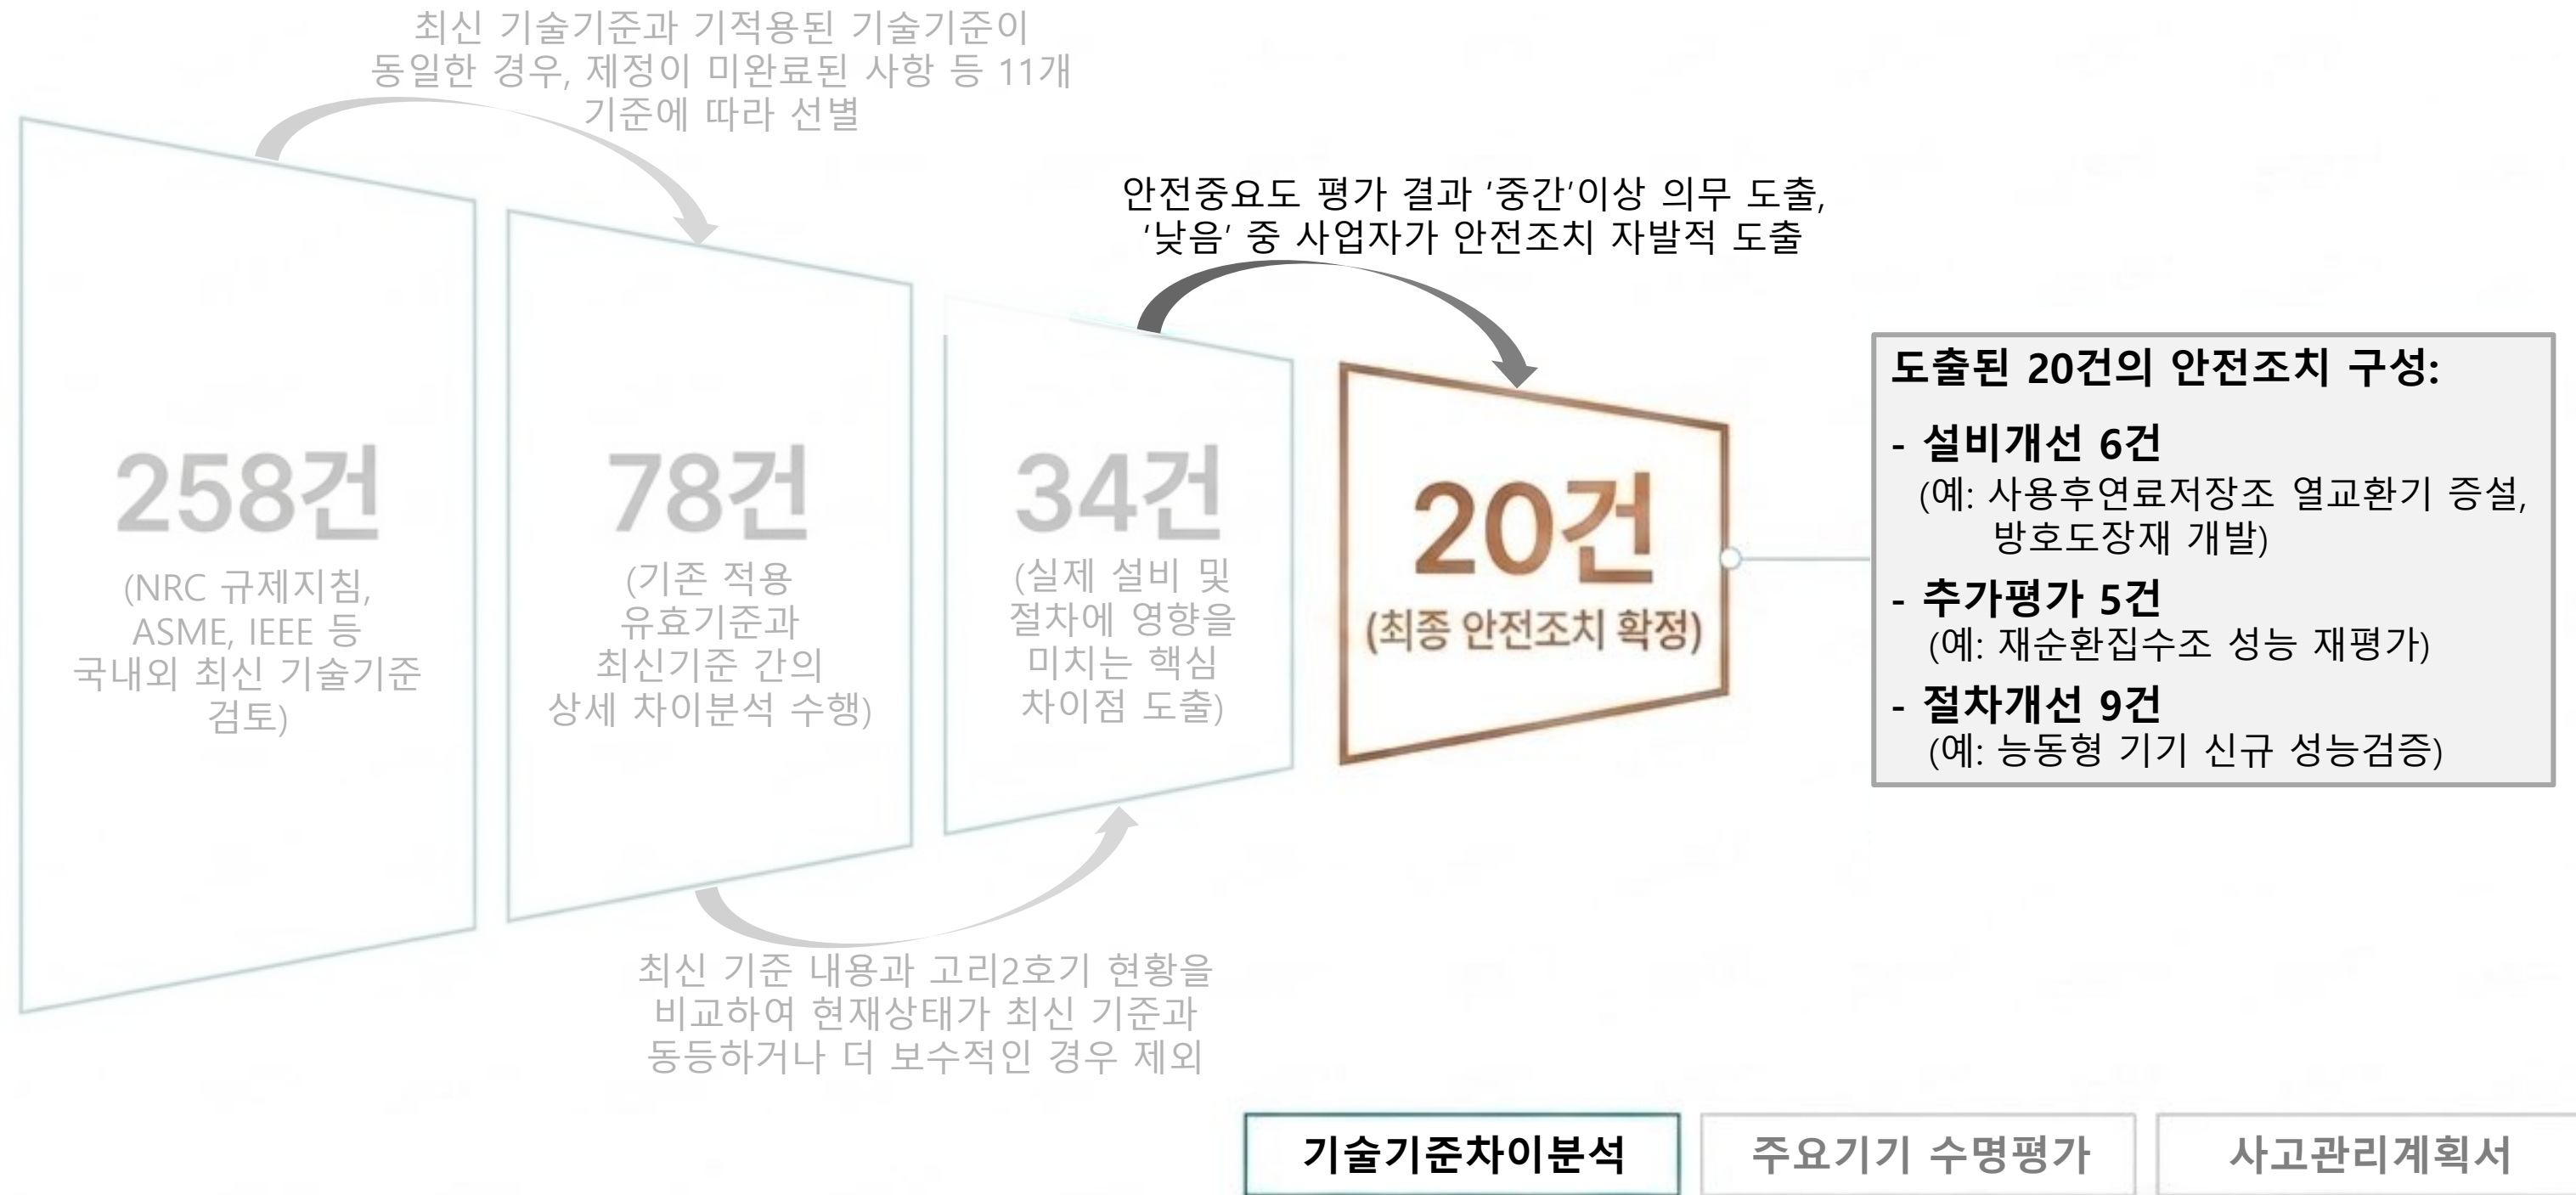 최신 기술기준과 기적용된 기술기준이
동일한 경우, 제정이 미완료된 사항 등 11개
기준에 따라 선별
안전중요도 평가 결과 '중간'이상 의무 도출,
'낮음' 중 사업자가 안전조치 자발적 도출
258건
(NRC 규제지침,
ASME, IEEE 등
국내외 최신 기술기준
검토)
78건
(기존 적용
유효기준과
최신기준 간의
상세 차이분석 수행)
34건
(실제 설비 및
절차에 영향을
미치는 핵심
차이점 도출)
20건
(최종 안전조치 확정)
도출된 20건의 안전조치 구성:
- 설비개선 6건
(예: 사용후연료저장조 열교환기 증설,
방호도장재 개발)
- 추가평가 5건
(예: 재순환집수조 성능 재평가)
- 절차개선 9건
(예: 능동형 기기 신규 성능검증)
최신 기준 내용과 고리2호기 현황을
비교하여 현재상태가 최신 기준과
동등하거나 더 보수적인 경우 제외
기술기준차이분석
주요기기 수명평가
사고관리계획서